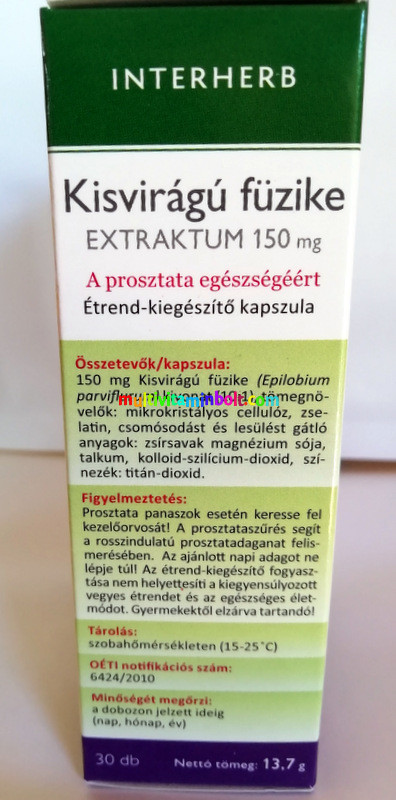 INTERHERB
Kisvirágú füzike
EXTRAKTUM 150 mg
A prosztata egészségéért
Étrend-kiegészítő kapszula
Összetevők/kapszula:
150 mg Kisvirágú füzike (Epilobium
tömegnö-
velők: mikrokristályos cellulóz, zse-
latin, csomósodást és lesülést gátló
anyagok: zsírsavak magnézium sója,
talkum, kolloid-szilícium-dioxid, szí-
nezék: titán-dioxid.
Figyelmeztetés:
Prosztata panaszok esetén keresse fel
kezelőorvosát! A prosztataszűrés segít
a rosszindulatú prosztatadaganat felis-
merésében. Az ajánlott napi adagot ne
lépje túl! Az étrend-kiegészítő fogyasz-
tása nem helyettesíti a kiegyensúlyozott
vegyes étrendet és az egészséges élet-
módot. Gyermekektől elzárva tartandó!
Tárolás:
szobahőmérsékleten (15-25˚C)
OÉTI notifikációs szám:
6424/2010
Minőségét megőrzi:
a dobozon jelzett ideig
(nap, hónap, év)
30 db Nettó tömeg: 13,7 g